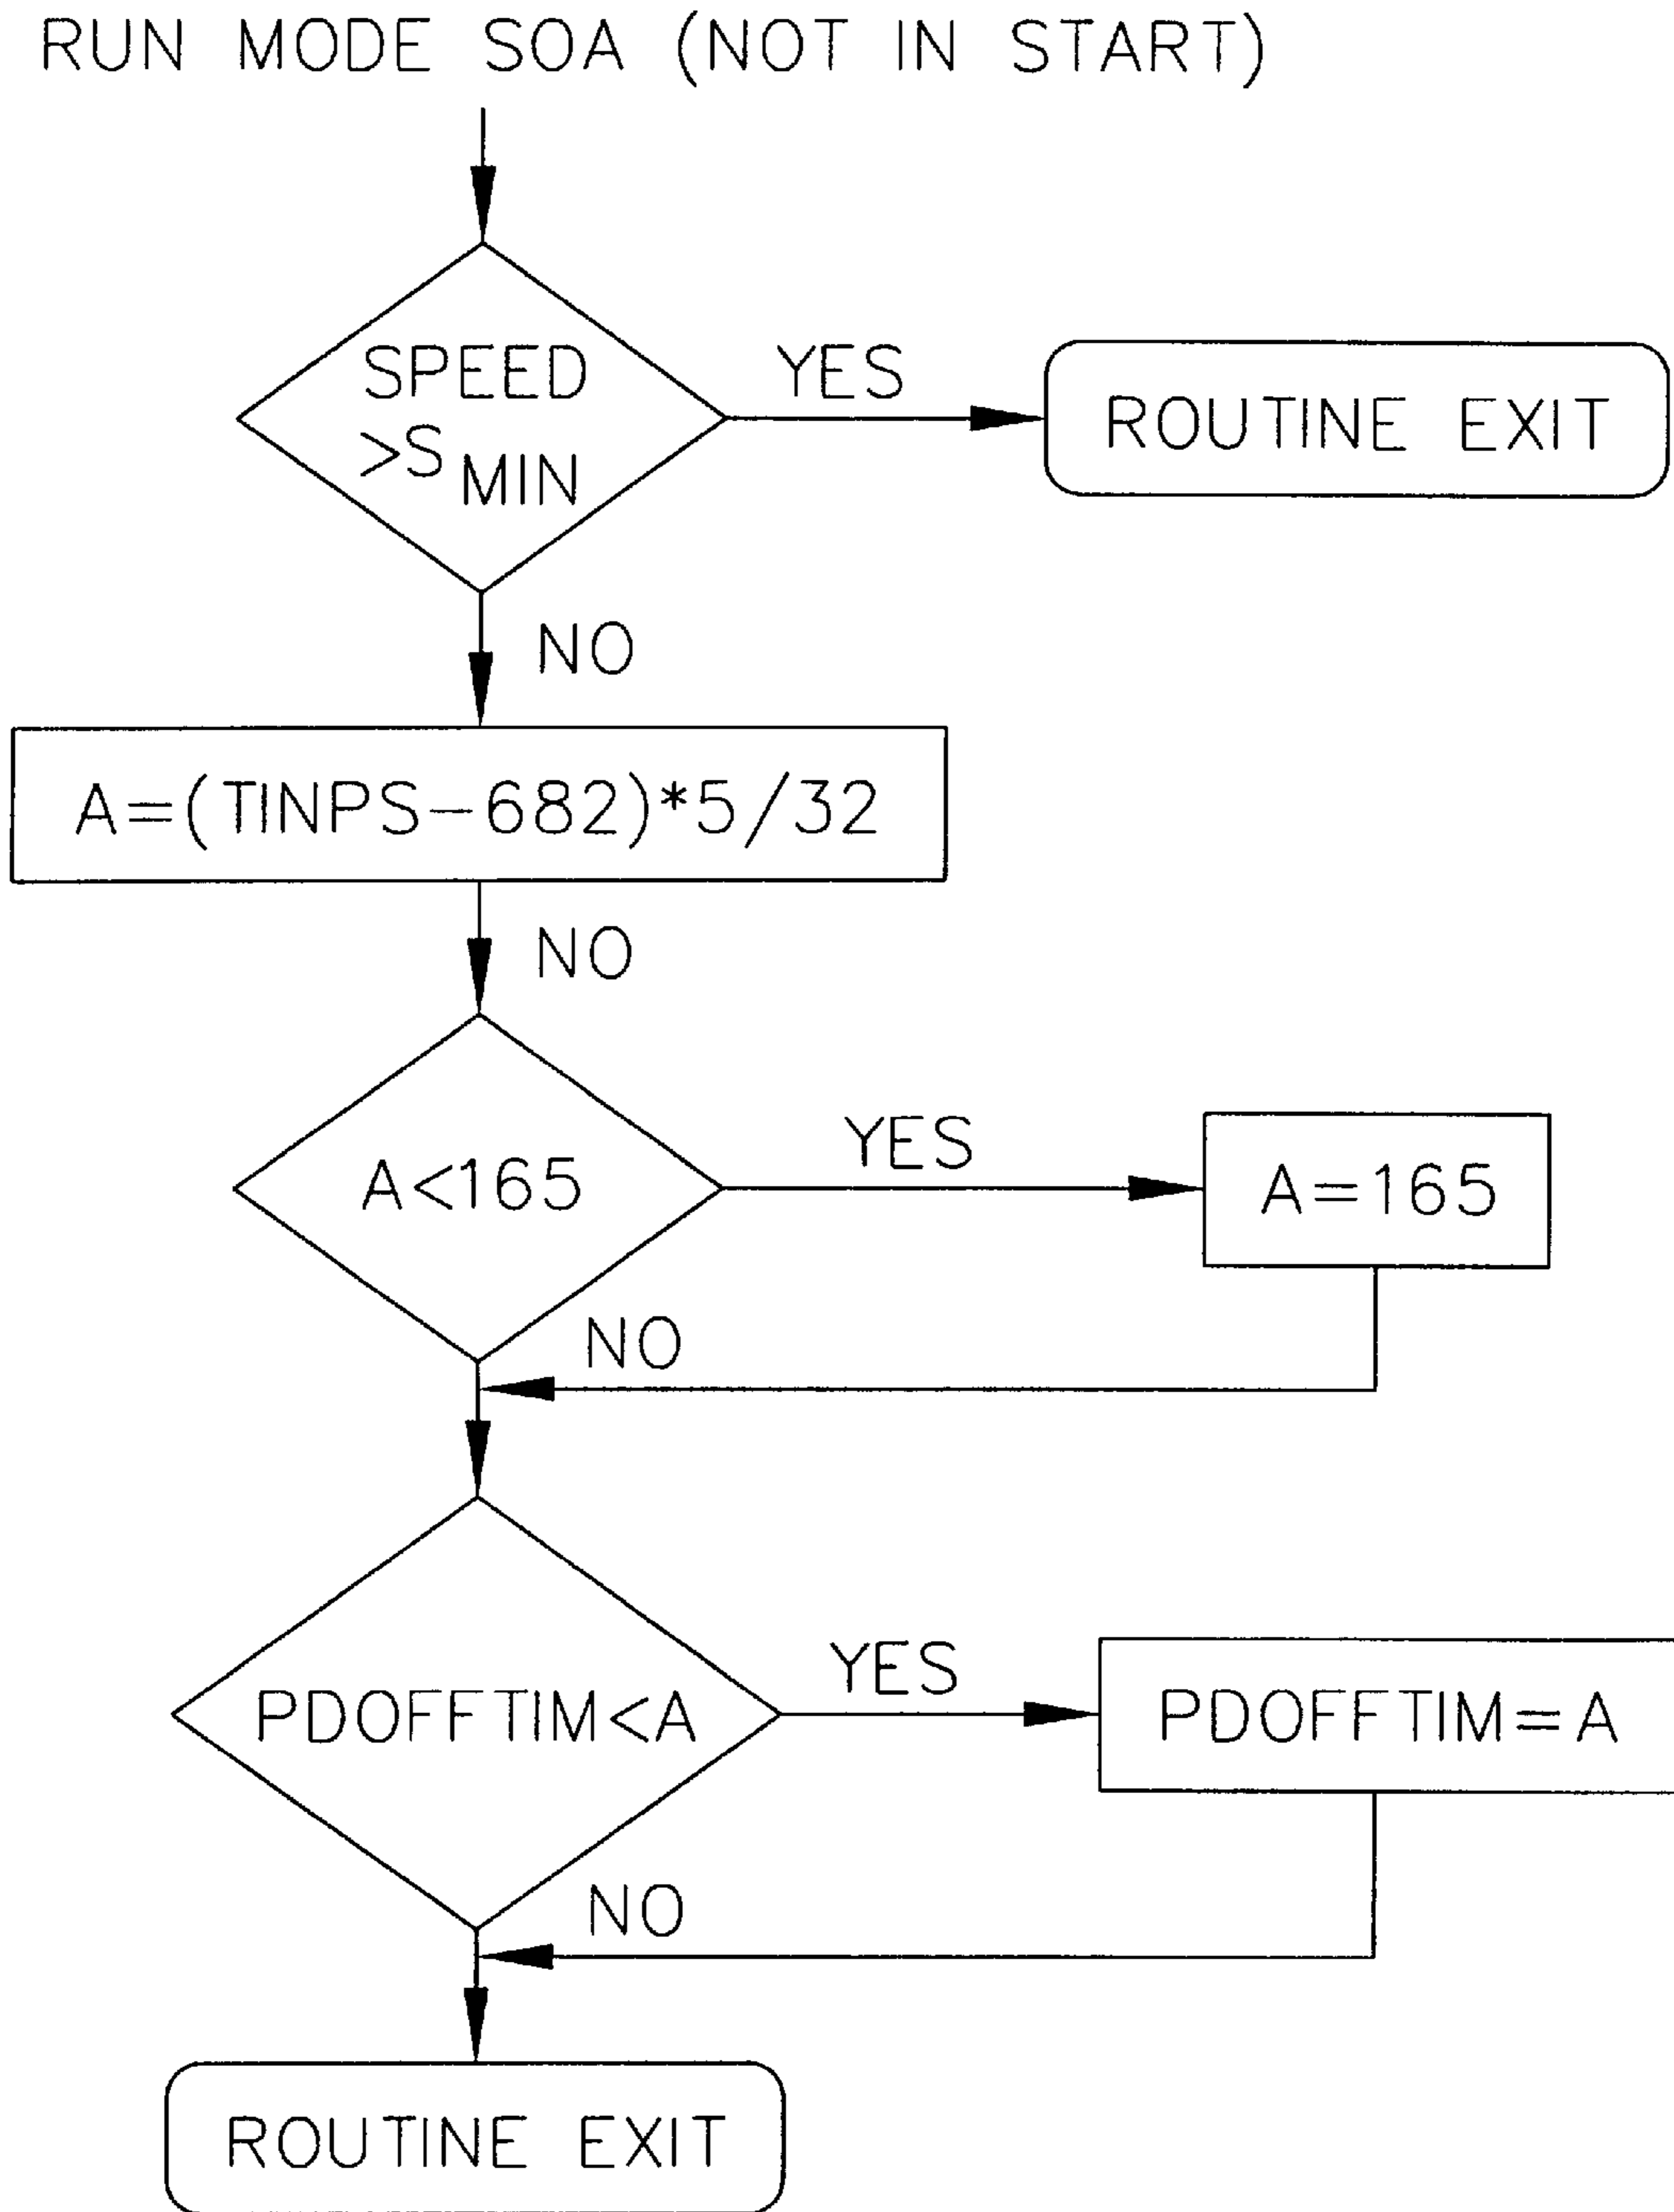 RUN MODE SOA (NOT IN START)
SPEED
>S MIN
YES
ROUTINE EXIT
NO
A=(TINPS-682)*5/32
NO
A<165
YES
A=165
NO
PDOFFTIM<A
YES
PDOFFTIM=A
NO
ROUTINE EXIT